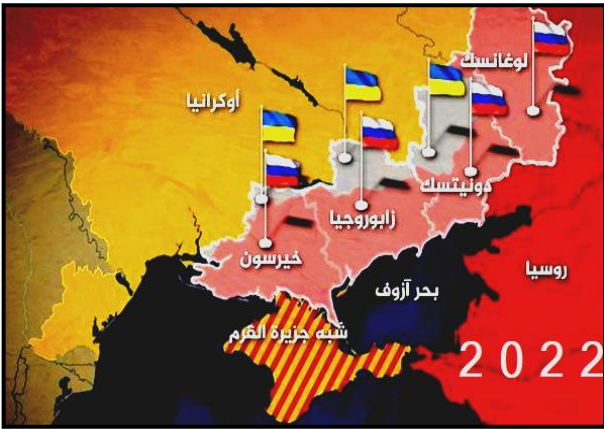 لوغانسك
أوكرانيا
دونيتسك
زابوروجيا
خيرسون
روسيا
بحر آزوف
شبه جزيرة القرم
2022